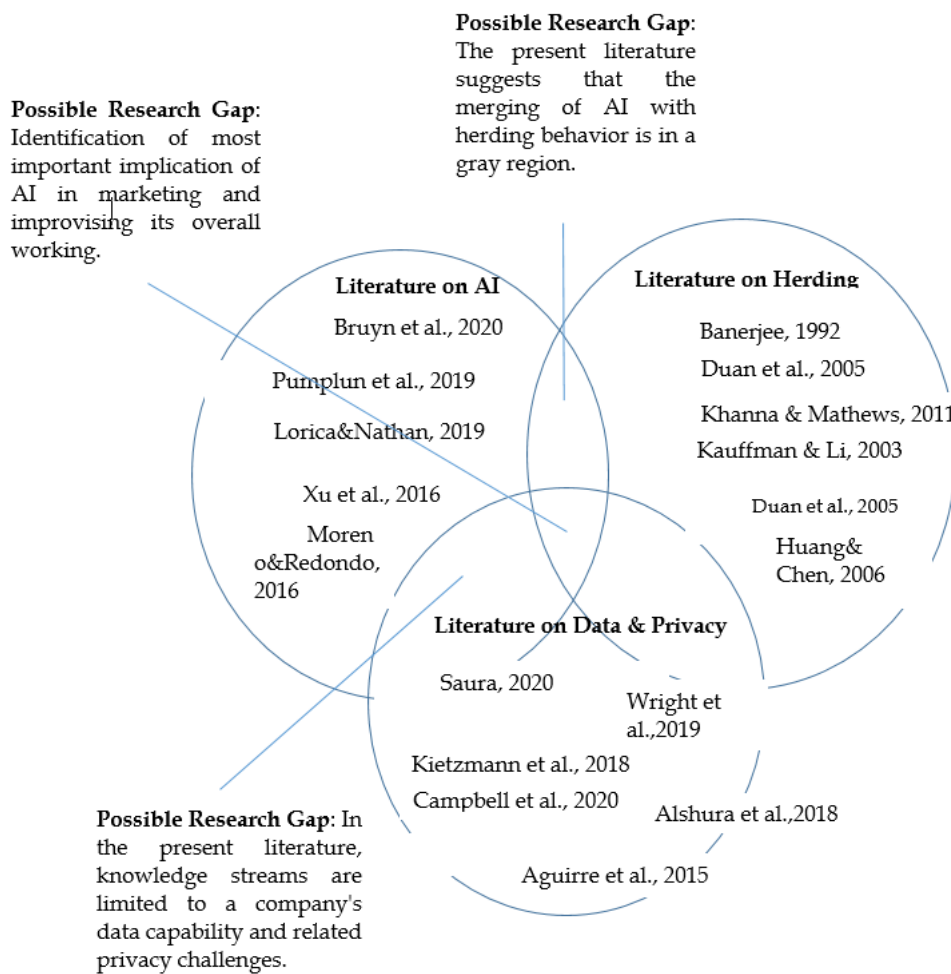 Possible Research Gap:
The present literature
suggests that the
merging of AI with
herding behavior is in a
gray region.
Possible Research Gap:
Identification of most
important implication of
AI in marketing and
improvising its overall
working.
Literature on AI
Bruyn et al., 2020
Pumplun et al., 2019
Lorica&Nathan, 2019
Xu et al., 2016
Moren
o&Redondo,
2016
Literature on Herding
Banerjee, 1992
Duan et al., 2005
Khanna & Mathews, 2011
Kauffman & Li, 2003
Duan et al., 2005
Huang&
Chen, 2006
Literature on Data & Privacy
Saura, 2020
Wright et
al.,2019
Kietzmann et al., 2018
Campbell et al., 2020
Alshura et al.,2018
Aguirre et al., 2015
Possible Research Gap: In
the present literature,
knowledge streams are
limited to a company's
data capability and related
privacy challenges.